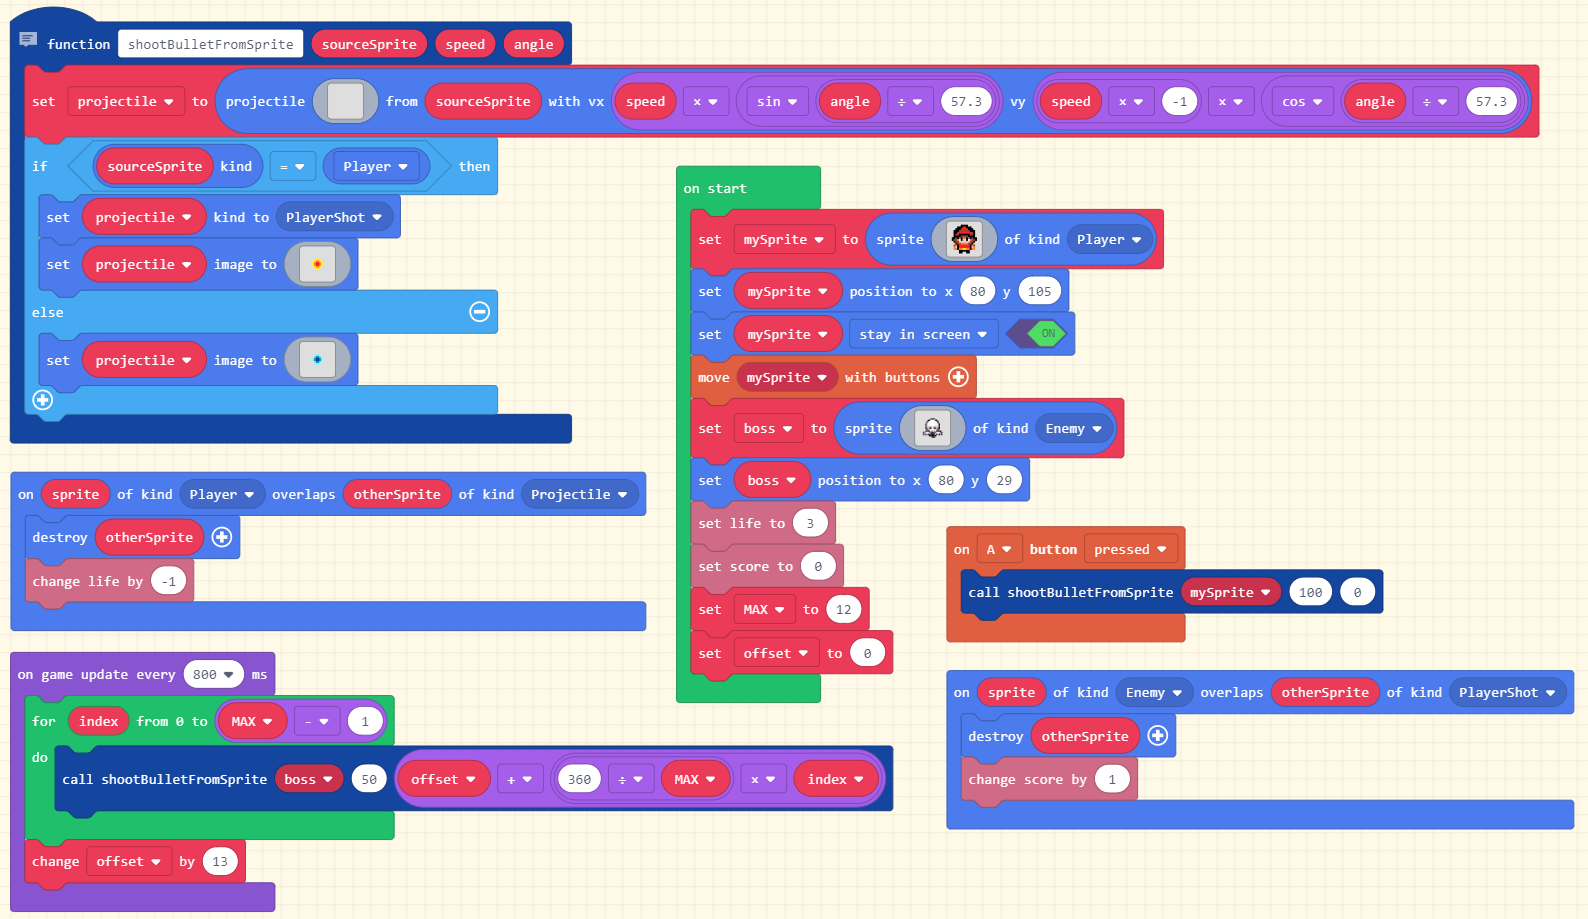 function shootBulletFromSprite sourceSprite speed angle
set projectile to projectile from sourceSprite with vx speed × sin angle ÷ 57.3 vy speed × -1 × cos angle ÷ 57.3
if sourceSprite kind = Player then
set projectile kind to PlayerShot
set projectile image to
else
set projectile image to
on sprite of kind Player overlaps otherSprite of kind Projectile
destroy otherSprite
change life by -1
on game update every 800 ms
for index from 0 to MAX - 1
do
call shootBulletFromSprite boss 50 offset + 360 ÷ MAX × index
change offset by 13
on start
set mySprite to sprite of kind Player
set mySprite position to x 80 y 105
set mySprite stay in screen ON
move mySprite with buttons
set boss to sprite of kind Enemy
set boss position to x 80 y 29
set life to 3
set score to 0
set MAX to 12
set offset to 0
on A button pressed
call shootBulletFromSprite mySprite 100 0
on sprite of kind Enemy overlaps otherSprite of kind PlayerShot
destroy otherSprite
change score by 1